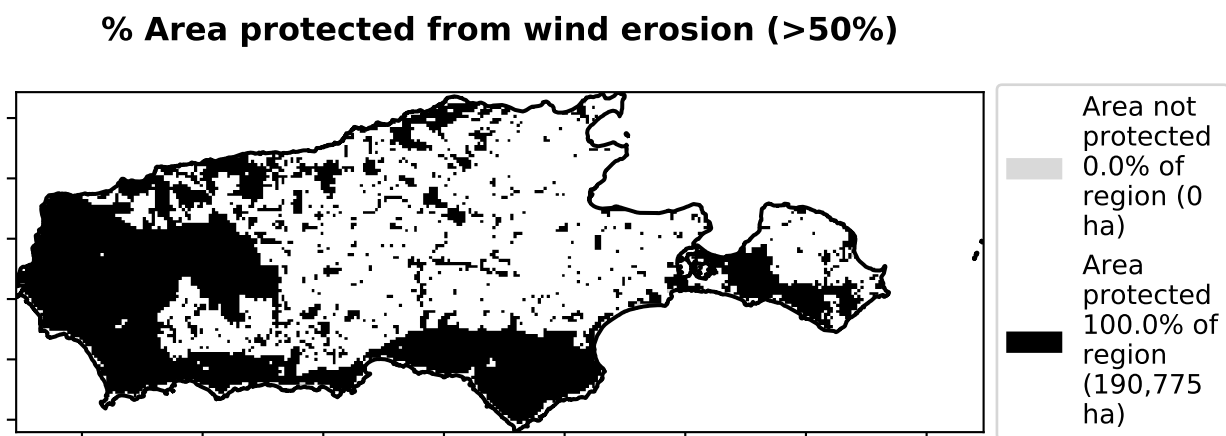 % Area protected from wind erosion (>50%)
Area not
protected
0.0% of
region (0
ha)
Area
protected
100.0% of
region
(190,775
ha)